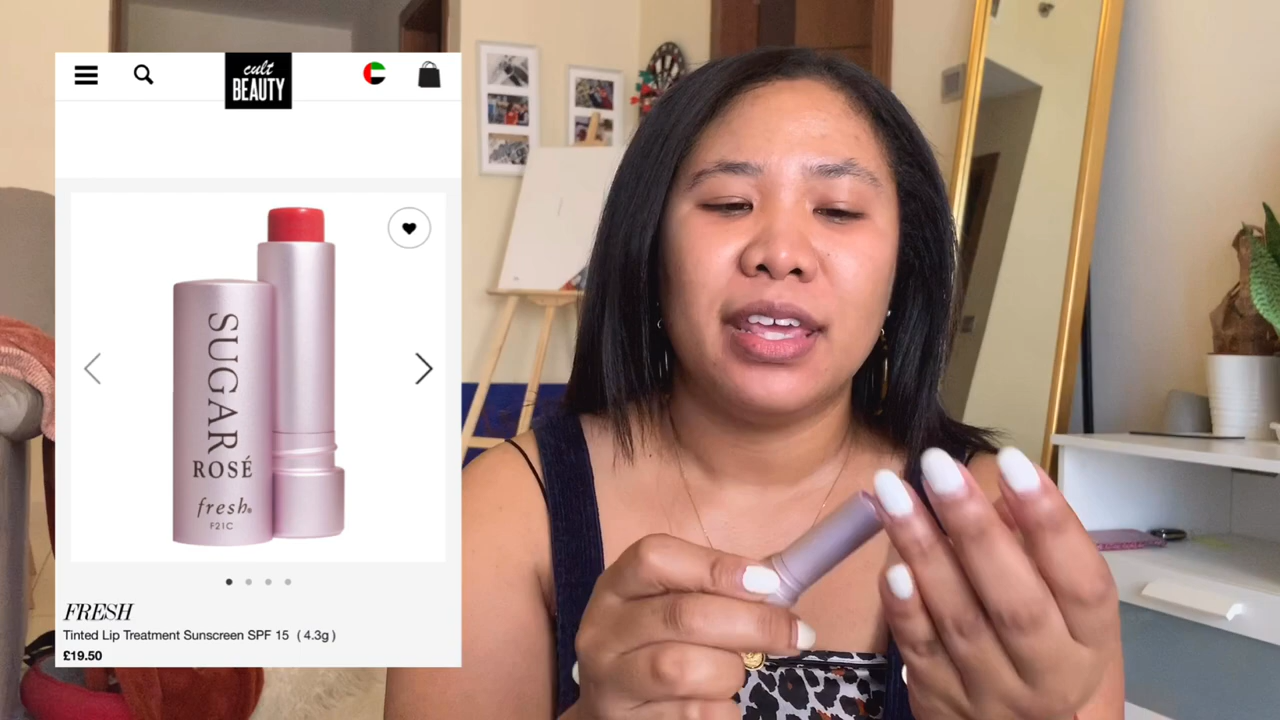 cult
BEAUTY
SUGAR
ROSÉ
fresh®
F21C
FRESH
Tinted Lip Treatment Sunscreen SPF 15 ( 4.3g )
£19.50